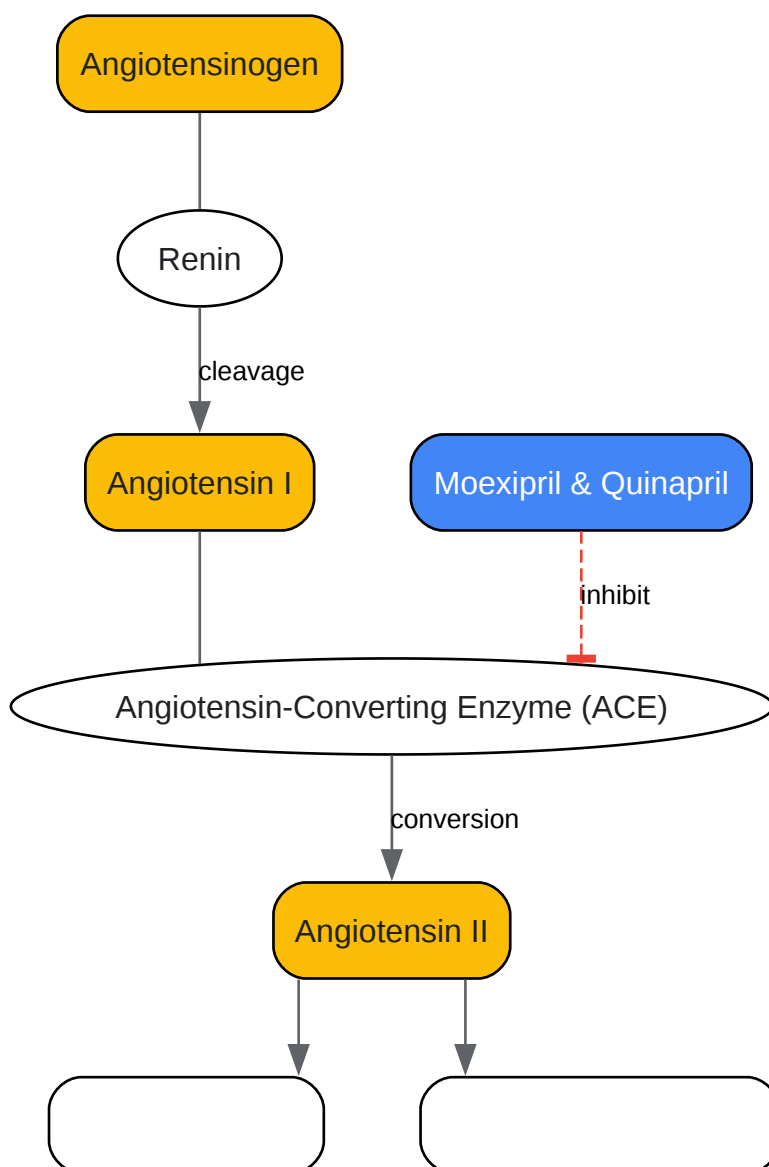 Angiotensinogen
Renin
cleavage
Angiotensin I
Moexipril & Quinapril
inhibit
Angiotensin-Converting Enzyme (ACE)
conversion
Angiotensin II